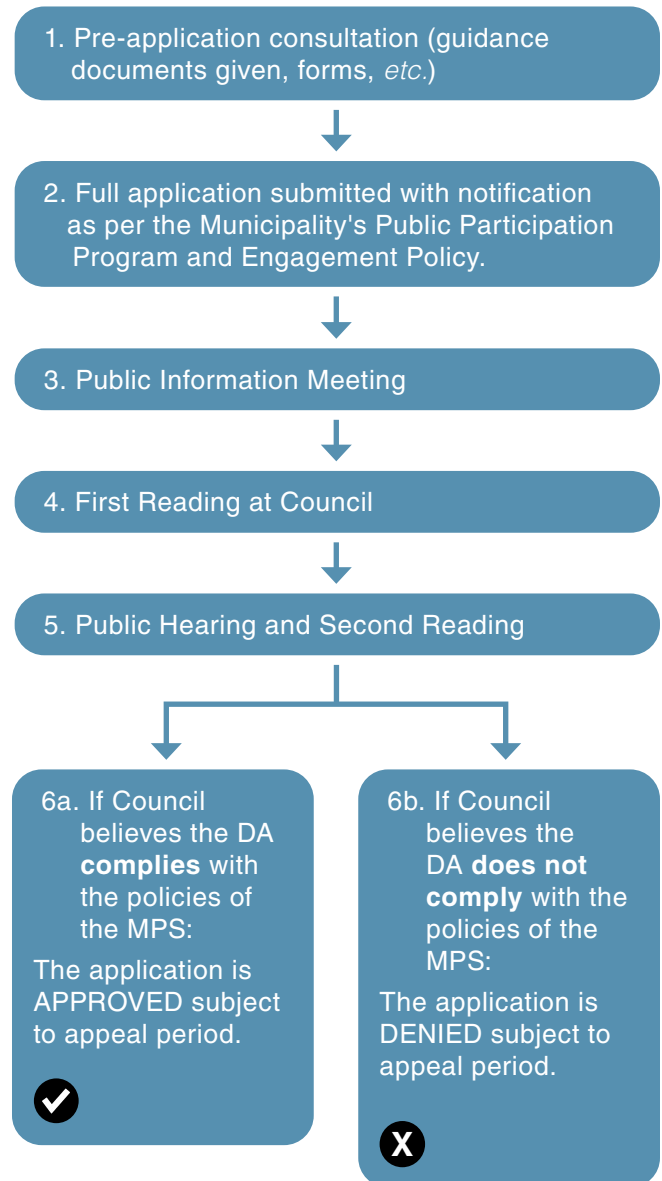 1. Pre-application consultation (guidance
documents given, forms, etc.)
2. Full application submitted with notification
as per the Municipality's Public Participation
Program and Engagement Policy.
3. Public Information Meeting
4. First Reading at Council
5. Public Hearing and Second Reading
6a. If Council
believes the DA
complies with
the policies of
the MPS:
The application is
APPROVED subject
to appeal period.
6b. If Council
believes the
DA does not
comply with the
policies of the
MPS:
The application is
DENIED subject to
appeal period.
X